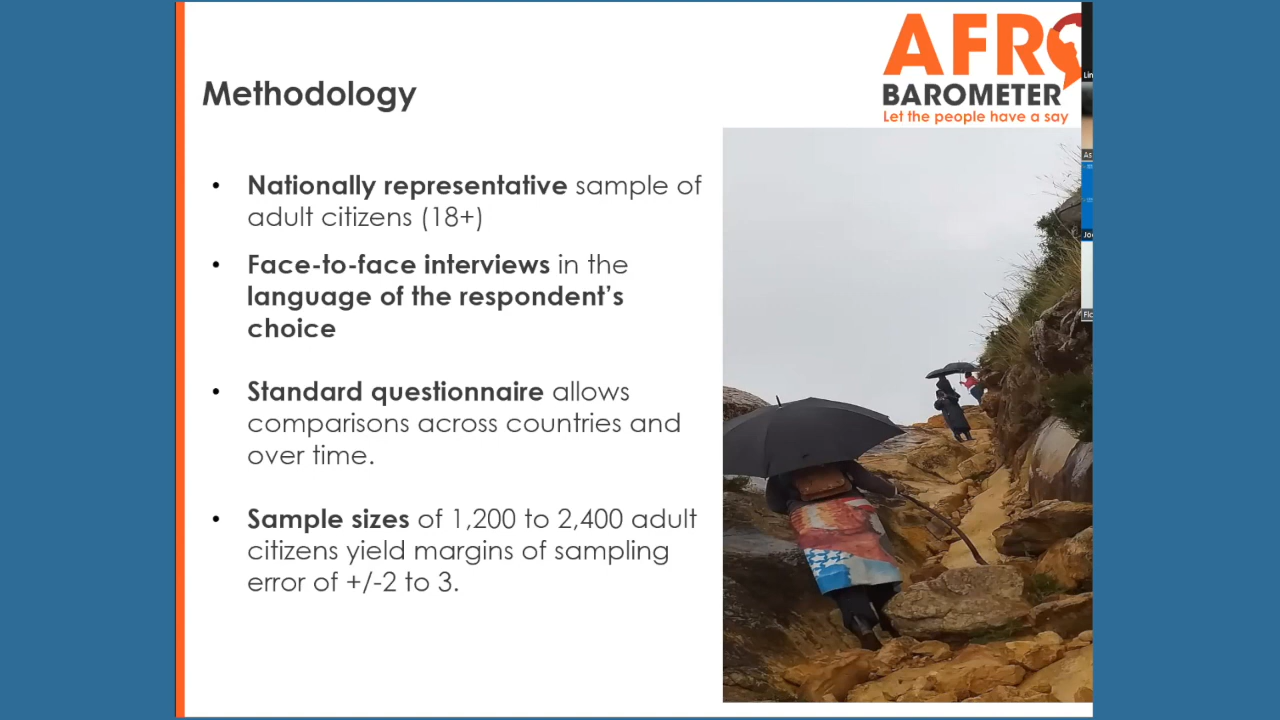 AFRO
BAROMETER
Let the people have a say
Methodology
• Nationally representative sample of
adult citizens (18+)
• Face-to-face interviews in the
language of the respondent's
choice
• Standard questionnaire allows
comparisons across countries and
over time.
• Sample sizes of 1,200 to 2,400 adult
citizens yield margins of sampling
error of +/-2 to 3.